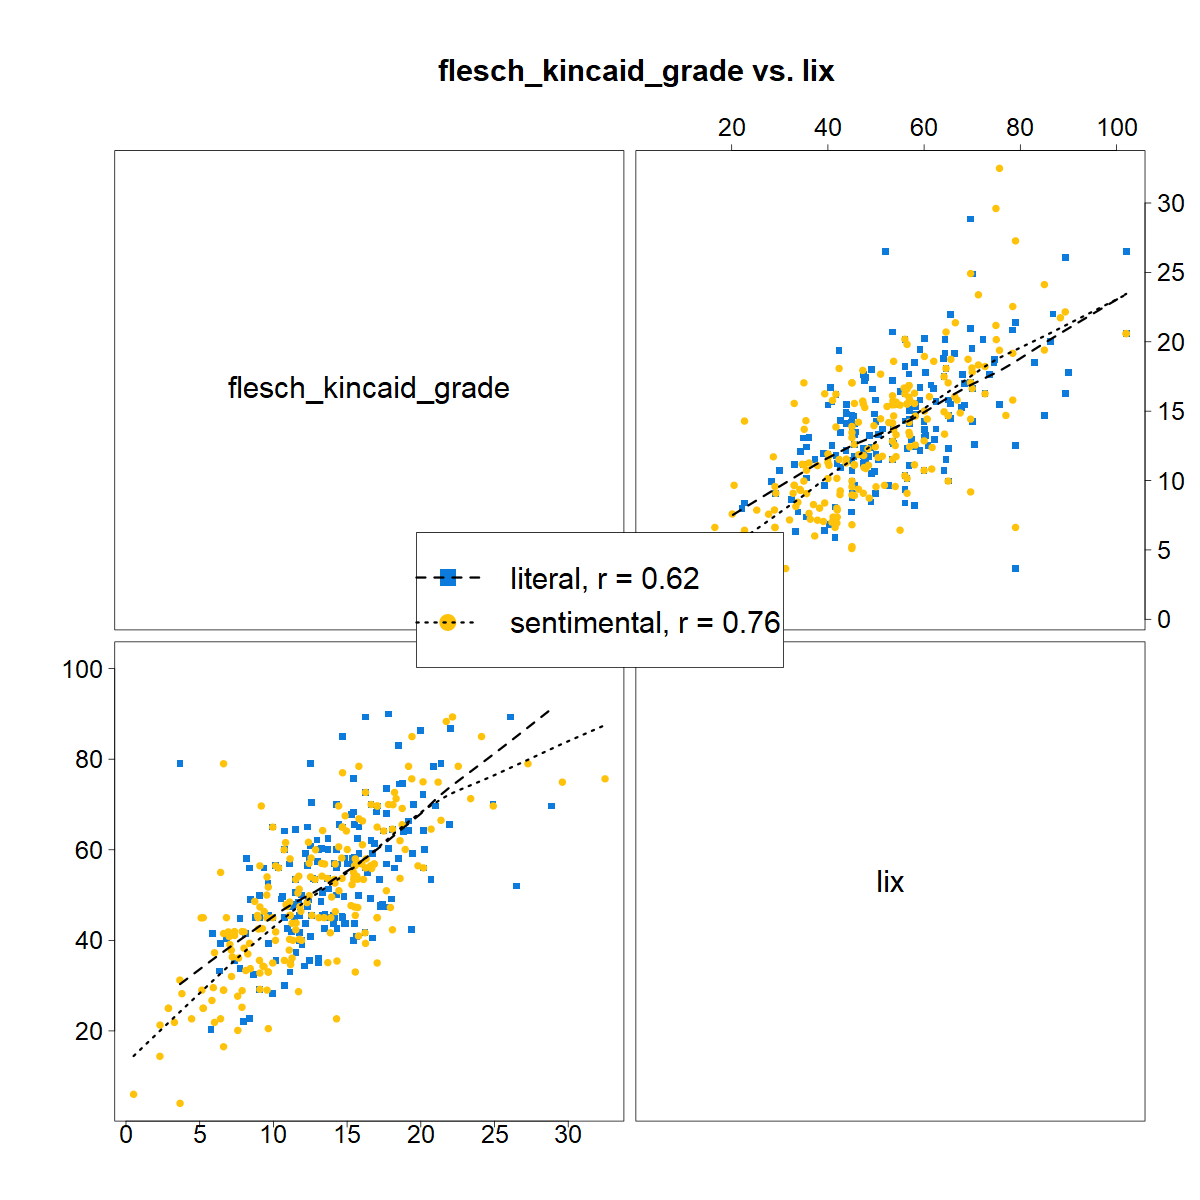 flesch_kincaid_grade vs. lix
20 40 60 80 100
flesch_kincaid_grade
30
25
20
15
10
5
0
literal, r = 0.62
sentimental, r = 0.76
100
80
60
40
20
lix
0 5 10 15 20 25 30